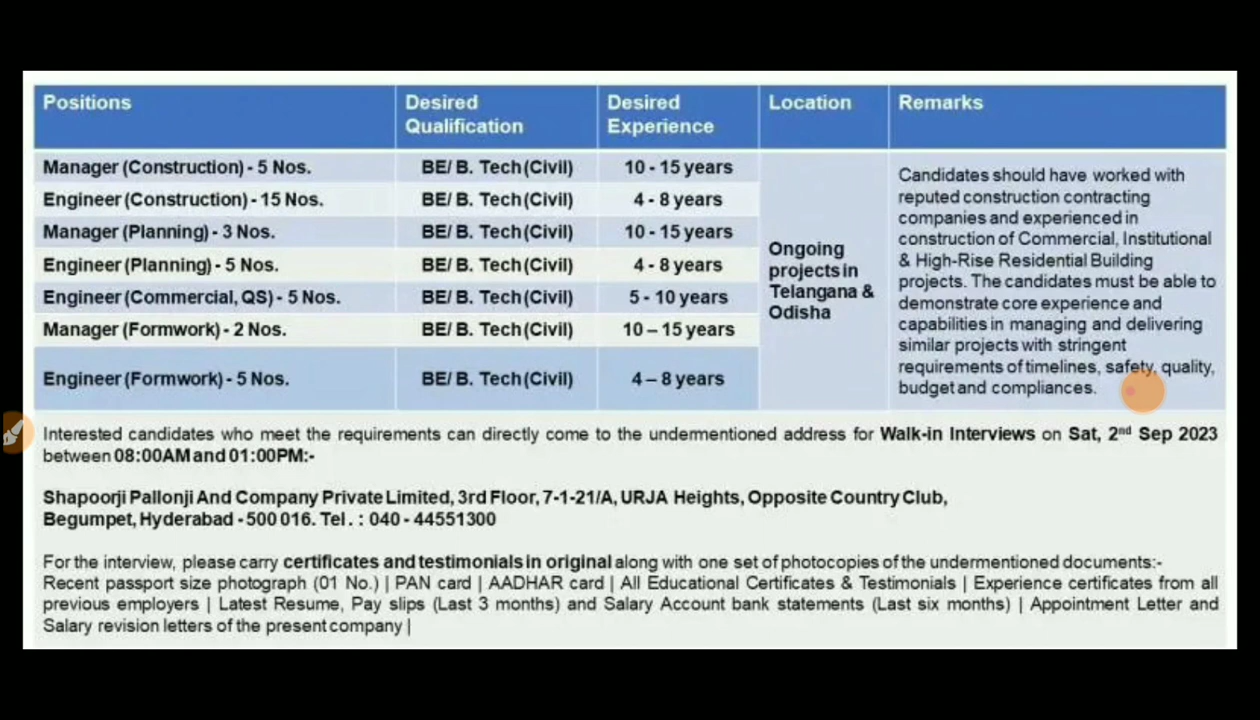 Positions Desired Qualification Desired Experience Location Remarks
Manager (Construction) - 5 Nos. BE/ B. Tech (Civil) 10 - 15 years
Engineer (Construction) - 15 Nos. BE/ B. Tech (Civil) 4 - 8 years
Manager (Planning) - 3 Nos. BE/ B. Tech (Civil) 10 - 15 years
Engineer (Planning) - 5 Nos. BE/ B. Tech (Civil) 4 - 8 years
Engineer (Commercial, QS) - 5 Nos. BE/ B. Tech (Civil) 5 - 10 years
Manager (Formwork) - 2 Nos. BE/ B. Tech (Civil) 10 – 15 years
Engineer (Formwork) - 5 Nos. BE/ B. Tech (Civil) 4 – 8 years
Ongoing
projects in
Telangana &
Odisha
Candidates should have worked with
reputed construction contracting
companies and experienced in
construction of Commercial, Institutional
& High-Rise Residential Building
projects. The candidates must be able to
demonstrate core experience and
capabilities in managing and delivering
similar projects with stringent
requirements of timelines, safety, quality,
budget and compliances.
Interested candidates who meet the requirements can directly come to the undermentioned address for Walk-in Interviews on Sat, 2nd Sep 2023
between 08:00AM and 01:00PM:-
Shapoorji Pallonji And Company Private Limited, 3rd Floor, 7-1-21/A, URJA Heights, Opposite Country Club,
Begumpet, Hyderabad - 500 016. Tel. : 040 - 44551300
For the interview, please carry certificates and testimonials in original along with one set of photocopies of the undermentioned documents:-
Recent passport size photograph (01 No.) | PAN card | AADHAR card | All Educational Certificates & Testimonials | Experience certificates from all
previous employers | Latest Resume, Pay slips (Last 3 months) and Salary Account bank statements (Last six months) | Appointment Letter and
Salary revision letters of the present company |